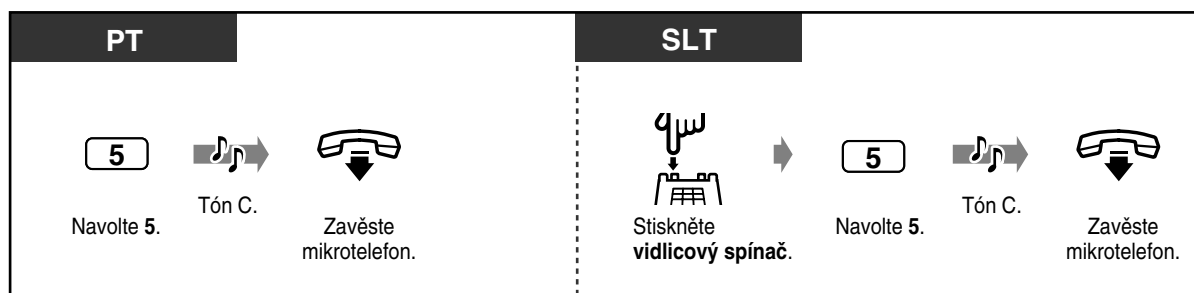 PT
5
Navolte 5.
Tón C.
Zavěste
mikrotelefon.
SLT
Stiskněte
vidlicový spínač.
5
Navolte 5.
Tón C.
Zavěste
mikrotelefon.